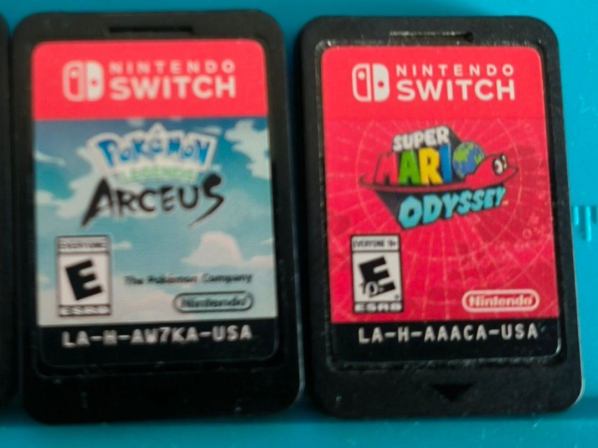 NINTENDO
SWITCH
POKÉMON
LEGENDS
ARCEUS
EVERYONE
E
ESRB
The Pokémon Company
Nintendo
LA-H-AW7KA-USA
NINTENDO
SWITCH
SUPER
MARIO
ODYSSEY
EVERYONE 10+
E
10+
ESRB
Nintendo
LA-H-AAACA-USA